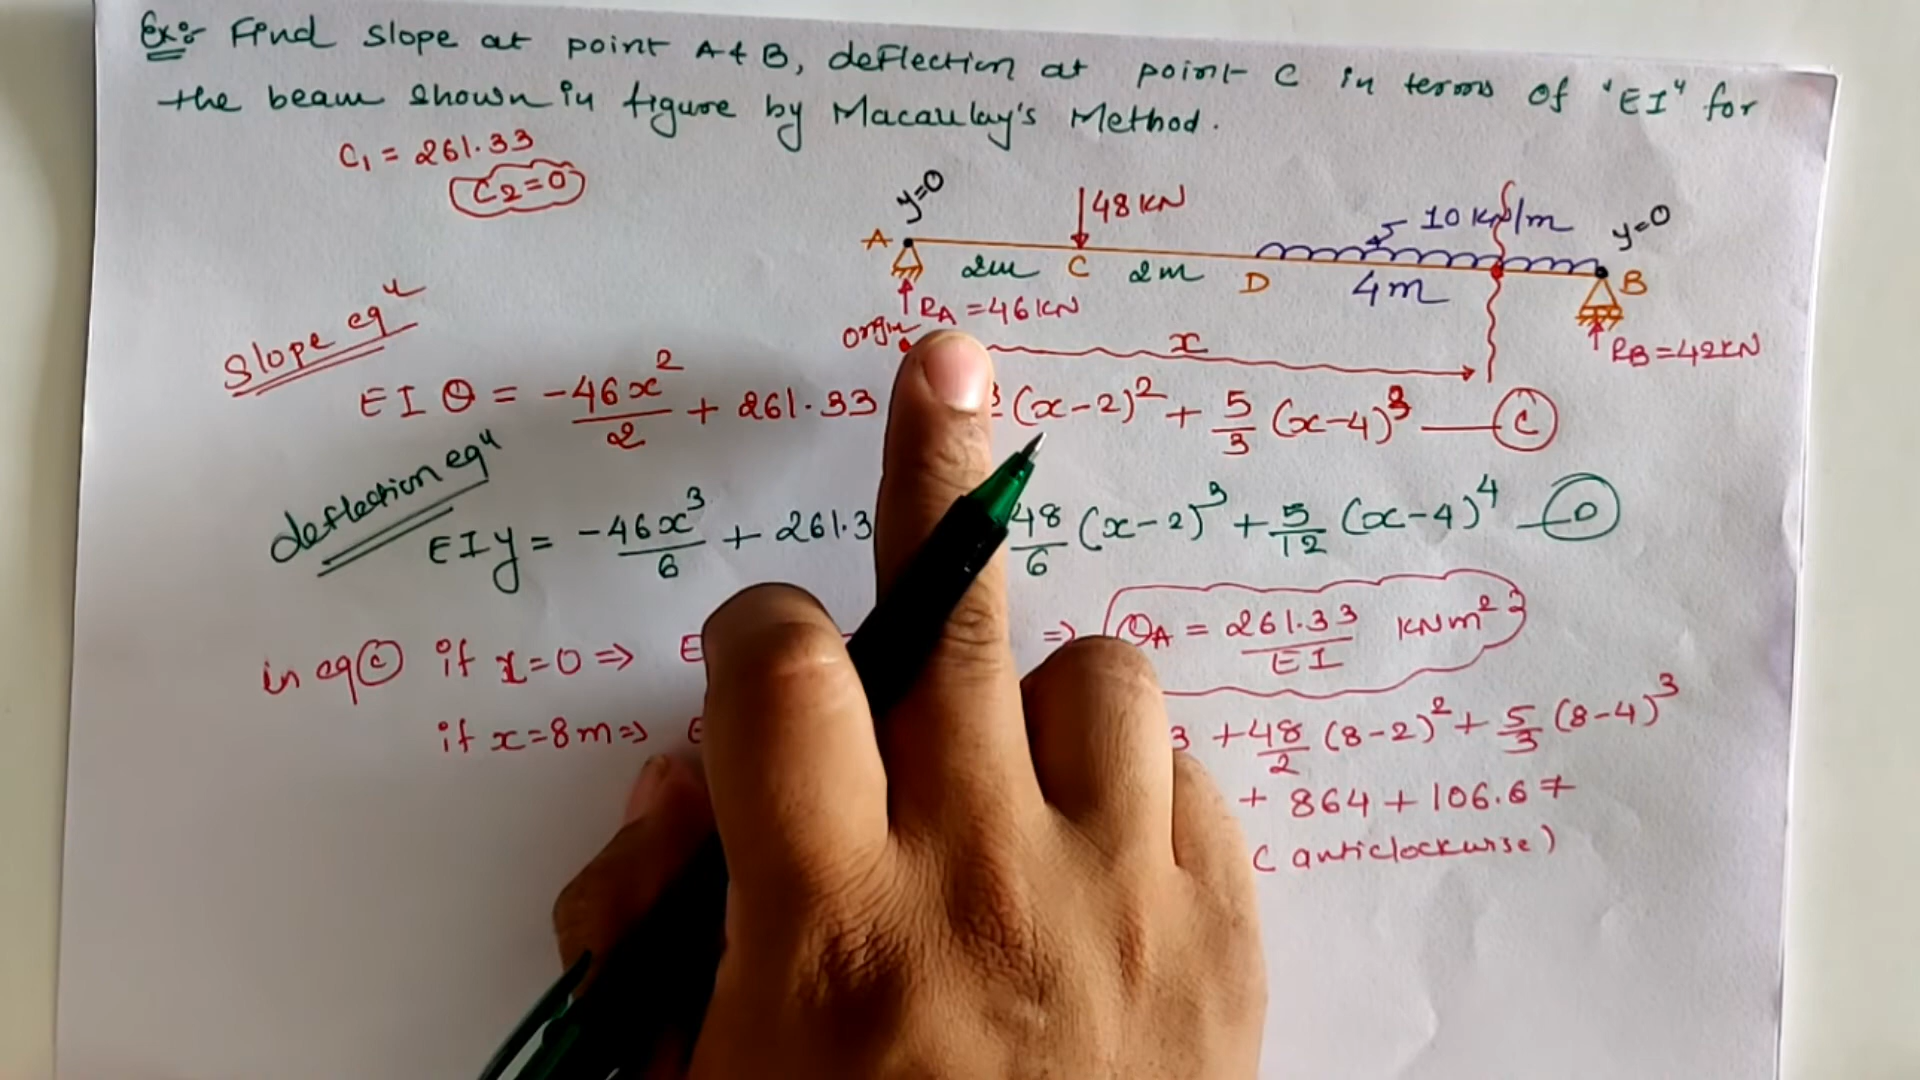 Ex:- Find slope at point A & B, deflection at point C in terms of "EI" for
the beam shown in figure by Macaulay's Method.
C₁ = 261.33
C₂=0
y=0
48 KN
10 KN/m
y=0
A
2m
C
2m
D
4m
B
RA = 46 KN
RB = 42 KN
origin
x
Slope eqⁿ
EI θ = -46x²/2 + 261.33 (x-2)² + 5/3 (x-4)³ — C
deflection eqⁿ
EIy = -46x³/6 + 261.3 48/6 (x-2)³ + 5/12 (x-4)⁴ — D
in eq C if x=0 ⇒ E ⇒ θA = 261.33/EI KNm²
if x=8m ⇒ E 3 + 48/2 (8-2)² + 5/3 (8-4)³
+ 864 + 106.67
(anticlockwise)